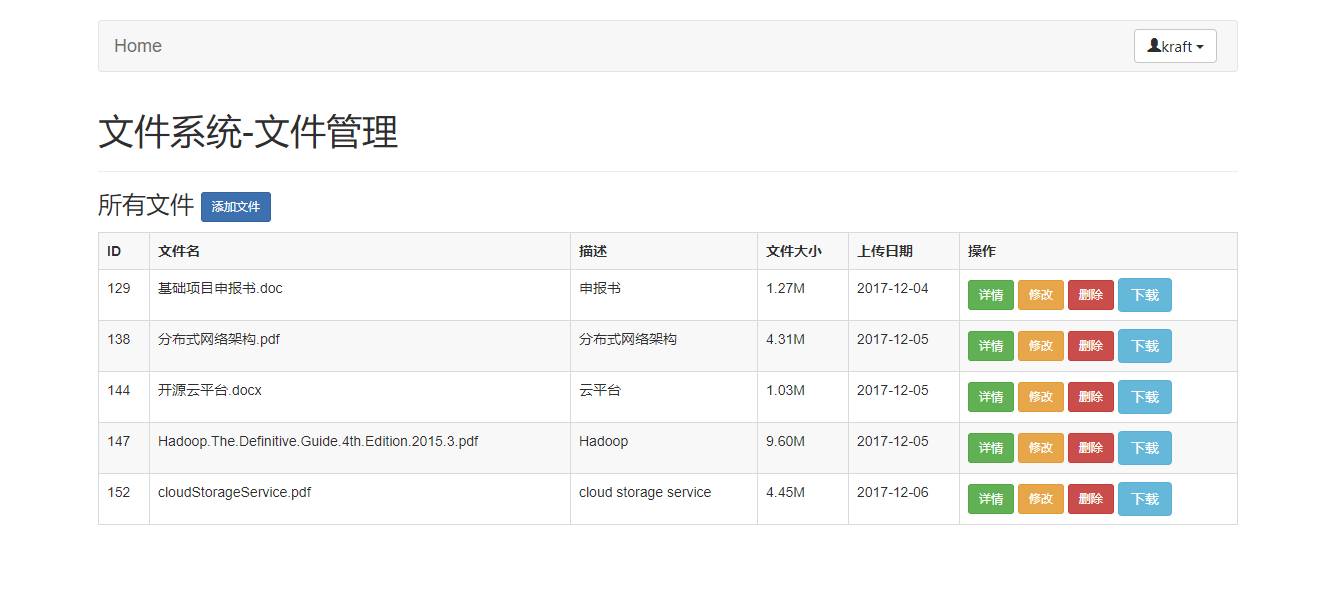 Home kraft
文件系统-文件管理
所有文件 添加文件
ID 文件名 描述 文件大小 上传日期 操作
129 基础项目申报书.doc 申报书 1.27M 2017-12-04 详情 修改 删除 下载
138 分布式网络架构.pdf 分布式网络架构 4.31M 2017-12-05 详情 修改 删除 下载
144 开源云平台.docx 云平台 1.03M 2017-12-05 详情 修改 删除 下载
147 Hadoop.The.Definitive.Guide.4th.Edition.2015.3.pdf Hadoop 9.60M 2017-12-05 详情 修改 删除 下载
152 cloudStorageService.pdf cloud storage service 4.45M 2017-12-06 详情 修改 删除 下载